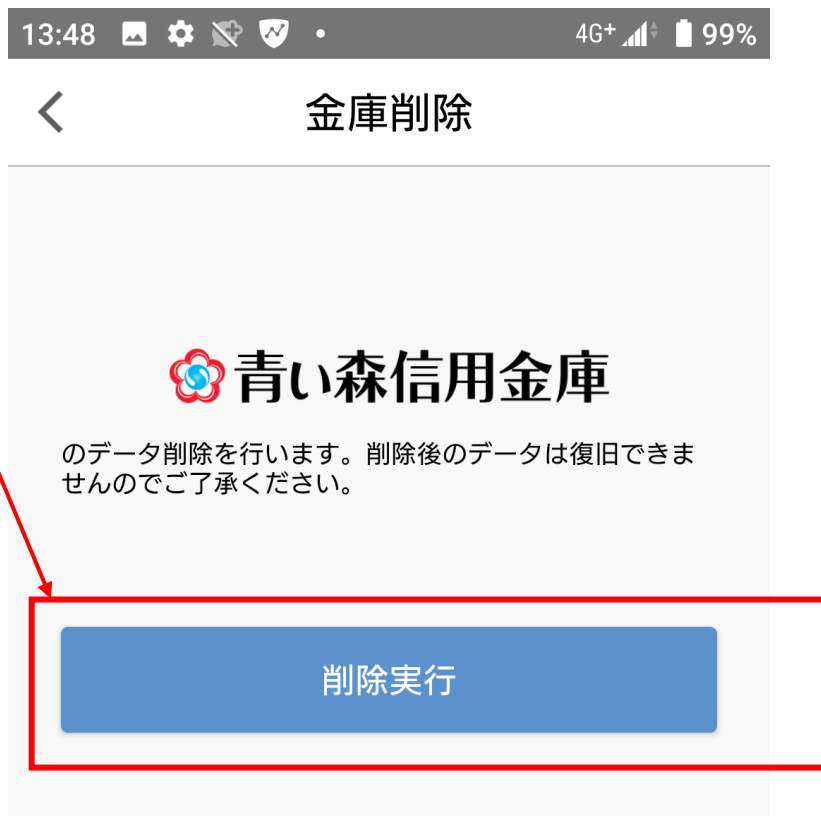 13:48 4G+ 99%
金庫削除
青い森信用金庫
のデータ削除を行います。削除後のデータは復旧できま
せんのでご了承ください。
削除実行